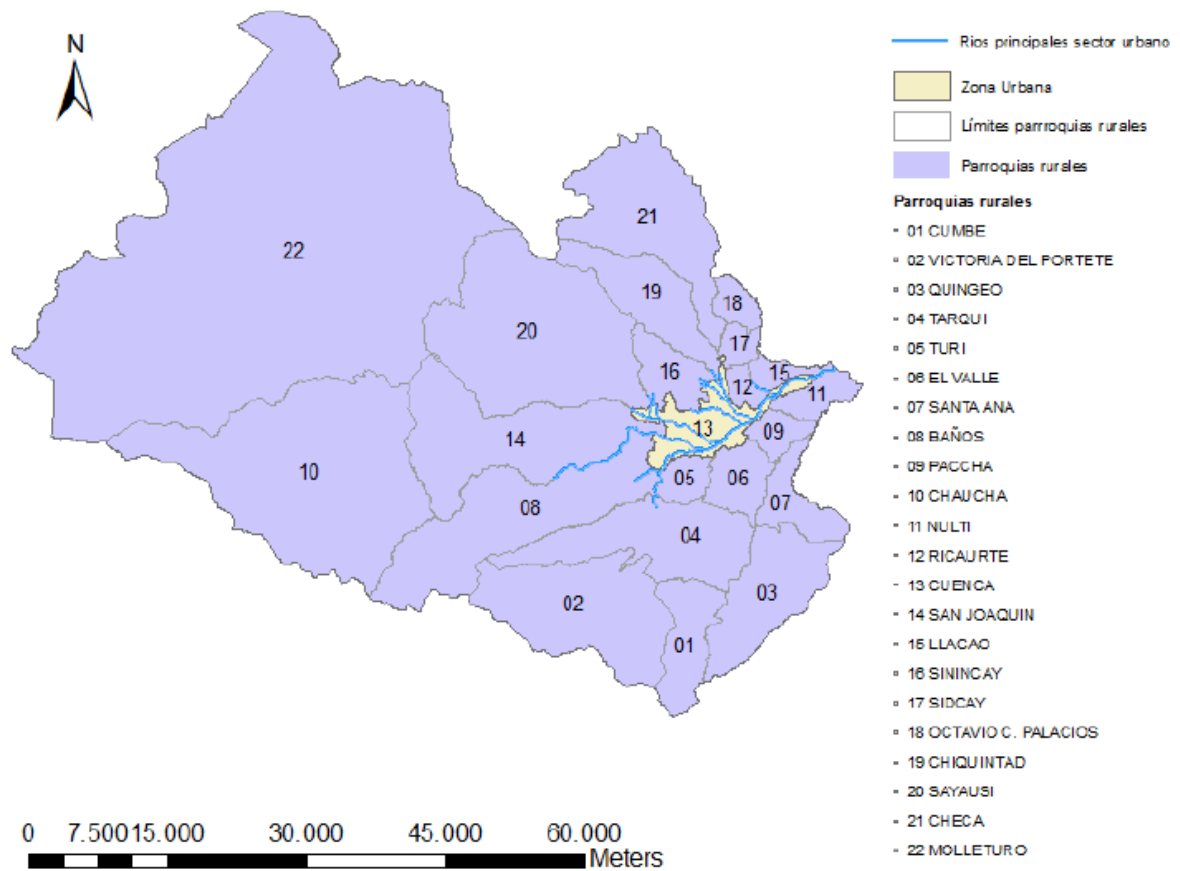 N
Rios principales sector urbano
Zona Urbana
Límites parrroquias rurales
Parroquias rurales
Parroquias rurales
01 CUMBE
02 VICTORIA DEL PORTETE
03 QUINGEO
04 TARQUI
05 TURI
06 EL VALLE
07 SANTA ANA
08 BAÑOS
09 PACCHA
10 CHAUCHA
11 NULTI
12 RICAURTE
13 CUENCA
14 SAN JOAQUIN
15 LLACAO
16 SININCAY
17 SIDCAY
18 OCTAVIO C. PALACIOS
19 CHIQUINTAD
20 SAYAUSI
21 CHECA
22 MOLLETURO
21
22
19
18
20
17
16
15
12
11
13
09
14
10
05
06
08
07
04
03
02
01
0 7.500 15.000 30.000 45.000 60.000
Meters